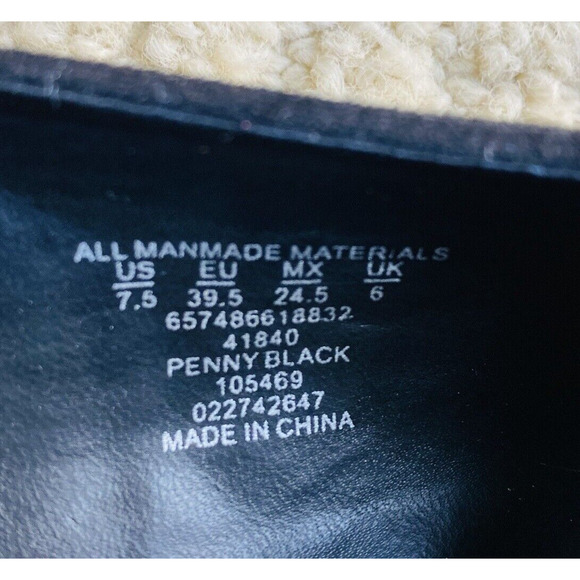 ALL MANMADE MATERIALS
US EU MX UK
7.5 39.5 24.5 6
657486618832
41840
PENNY BLACK
105469
022742647
MADE IN CHINA